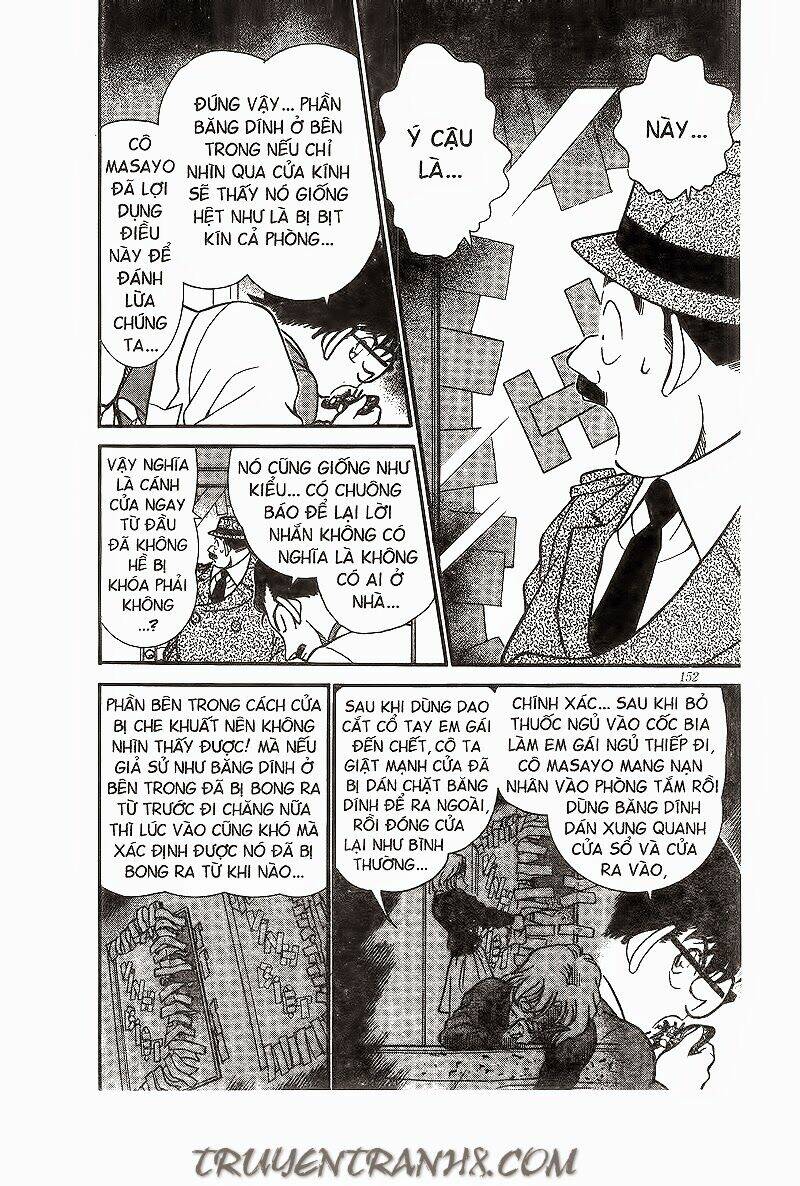 NÀY...
Ý CẬU
LÀ...
ĐÚNG VẬY... PHẦN
BĂNG DÍNH Ở BÊN
TRONG NẾU CHỈ
NHÌN QUA CỬA KÍNH
SẼ THẤY NÓ GIỐNG
HỆT NHƯ LÀ BỊ BỊT
KÍN CẢ PHÒNG...
CÔ
MASAYO
ĐÃ LỢI
DỤNG
ĐIỀU
NÀY ĐỂ
ĐÁNH
LỪA
CHÚNG
TA...
NÓ CŨNG GIỐNG NHƯ
KIỂU... CÓ CHUÔNG
BÁO ĐỂ LẠI LỜI
NHẮN KHÔNG CÓ
NGHĨA LÀ KHÔNG
CÓ AI Ở
NHÀ...
VẬY NGHĨA
LÀ CÁNH
CỬA NGAY
TỪ ĐẦU
ĐÃ KHÔNG
HỀ BỊ
KHÓA PHẢI
KHÔNG
...?
152
CHÍNH XÁC... SAU KHI BỎ
THUỐC NGỦ VÀO CỐC BIA
LÀM EM GÁI NGỦ THIẾP ĐI,
CÔ MASAYO MANG NẠN
NHÂN VÀO PHÒNG TẮM RỒI
DÙNG BĂNG DÍNH
DÁN XUNG QUANH
CỬA SỔ VÀ CỬA
RA VÀO,
SAU KHI DÙNG DAO
CẮT CỔ TAY EM GÁI
ĐẾN CHẾT, CÔ TA
GIẬT MẠNH CỬA ĐÃ
BỊ DÁN CHẶT BĂNG
DÍNH ĐỂ RA NGOÀI,
RỒI ĐÓNG CỬA
LẠI NHƯ BÌNH
THƯỜNG...
PHẦN BÊN TRONG CÁCH CỬA
BỊ CHE KHUẤT NÊN KHÔNG
NHÌN THẤY ĐƯỢC! MÀ NẾU
GIẢ SỬ NHƯ BĂNG DÍNH Ở
BÊN TRONG ĐÃ BỊ BONG RA
TỪ TRƯỚC ĐI CHĂNG NỮA
THÌ LÚC VÀO CŨNG KHÓ MÀ
XÁC ĐỊNH ĐƯỢC NÓ ĐÃ BỊ
BONG RA TỪ KHI NÀO...
TRUYENTRANH8.COM